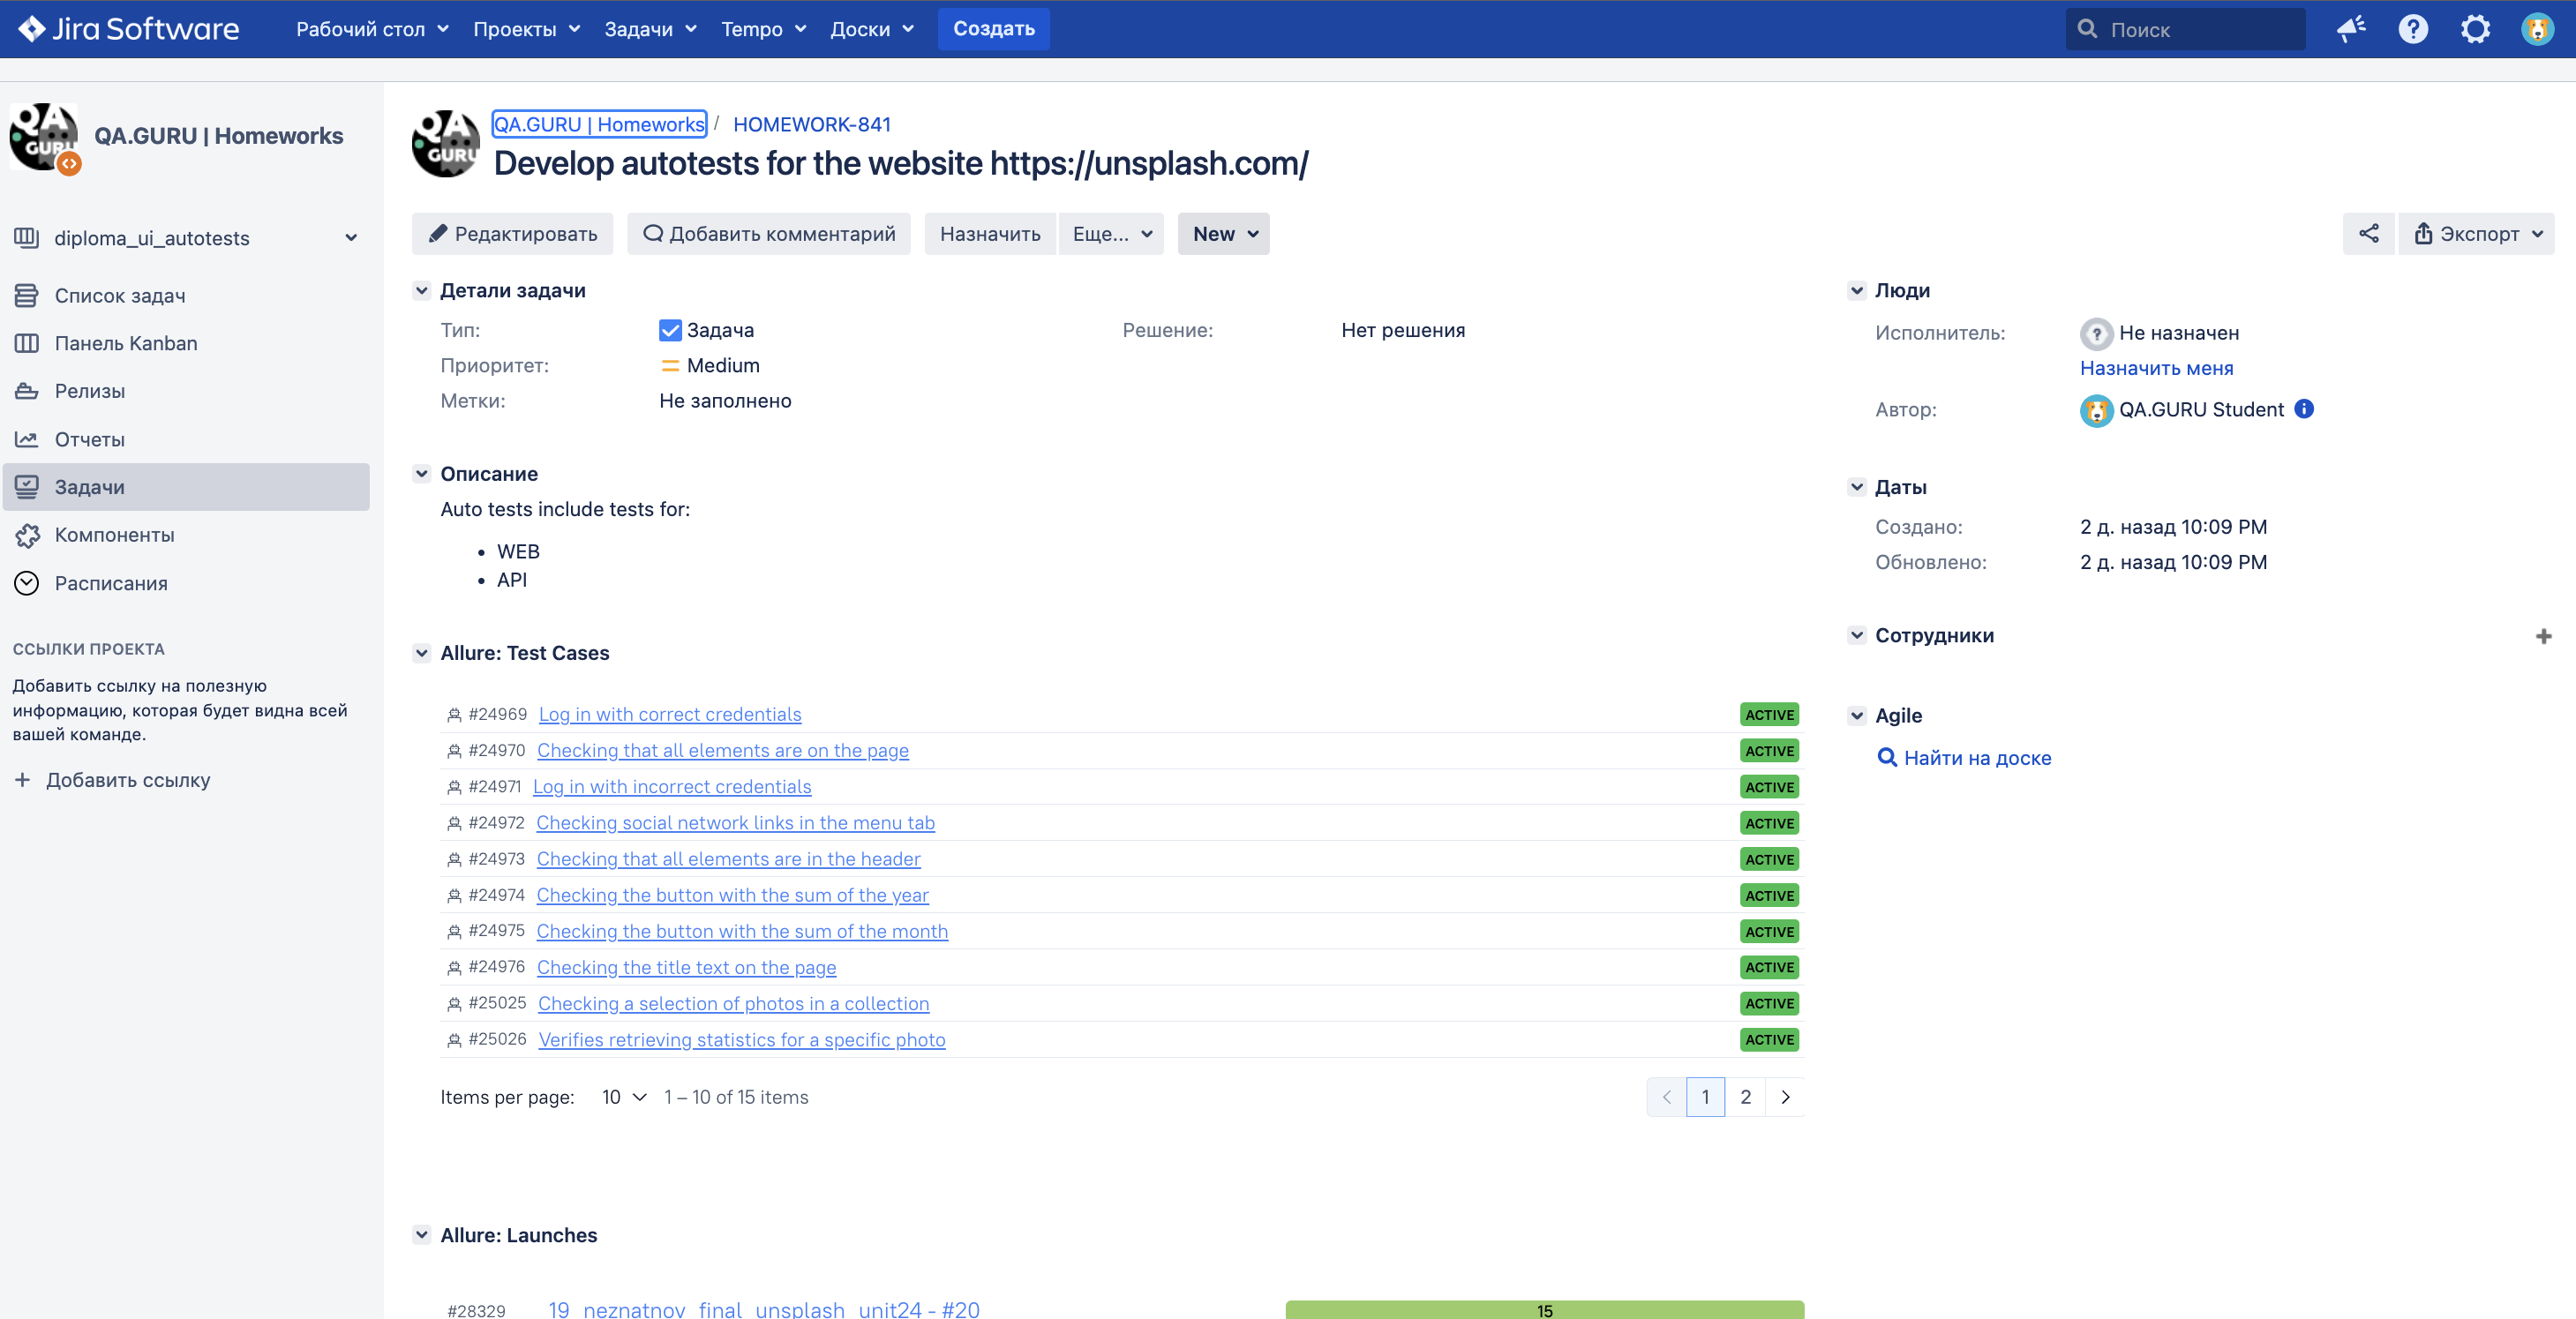 Jira Software
Рабочий стол
Проекты
Задачи
Tempo
Доски
Создать
Поиск
QA GURU
QA.GURU | Homeworks
diploma_ui_autotests
Список задач
Панель Kanban
Релизы
Отчеты
Задачи
Компоненты
Расписания
ССЫЛКИ ПРОЕКТА
Добавить ссылку на полезную
информацию, которая будет видна всей
вашей команде.
+ Добавить ссылку
QA GURU
QA.GURU | Homeworks / HOMEWORK-841
Develop autotests for the website https://unsplash.com/
Редактировать
Добавить комментарий
Назначить
Еще...
New
Экспорт
Детали задачи
Тип: Задача
Решение: Нет решения
Приоритет: Medium
Метки: Не заполнено
Описание
Auto tests include tests for:
• WEB
• API
Allure: Test Cases
#24969 Log in with correct credentials ACTIVE
#24970 Checking that all elements are on the page ACTIVE
#24971 Log in with incorrect credentials ACTIVE
#24972 Checking social network links in the menu tab ACTIVE
#24973 Checking that all elements are in the header ACTIVE
#24974 Checking the button with the sum of the year ACTIVE
#24975 Checking the button with the sum of the month ACTIVE
#24976 Checking the title text on the page ACTIVE
#25025 Checking a selection of photos in a collection ACTIVE
#25026 Verifies retrieving statistics for a specific photo ACTIVE
Items per page: 10 1 – 10 of 15 items
1 2
Allure: Launches
#28329 19_neznatnov_final_unsplash_unit24 - #20 15
Люди
Исполнитель: Не назначен
Назначить меня
Автор: QA.GURU Student
Даты
Создано: 2 д. назад 10:09 PM
Обновлено: 2 д. назад 10:09 PM
Сотрудники
Agile
Найти на доске